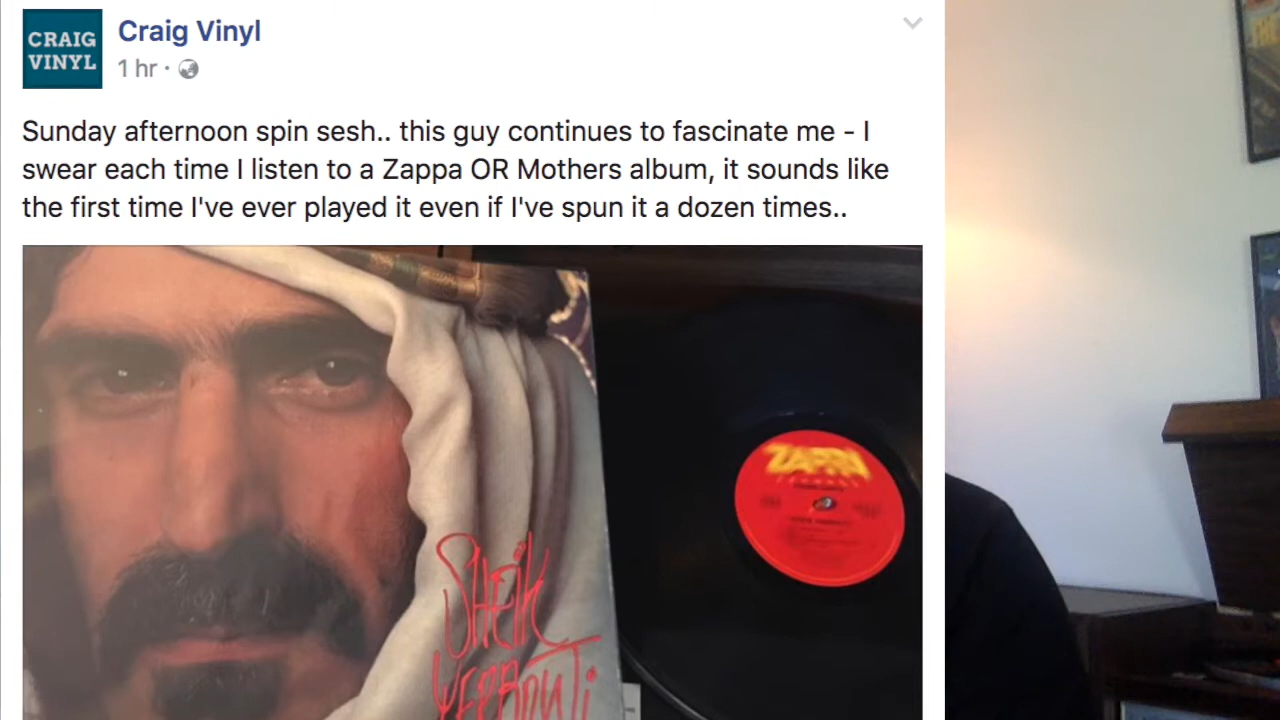 CRAIG
VINYL
Craig Vinyl
1 hr ·
Sunday afternoon spin sesh.. this guy continues to fascinate me - I
swear each time I listen to a Zappa OR Mothers album, it sounds like
the first time I've ever played it even if I've spun it a dozen times..
SHEIK
YERBOUTi
ZAPPA